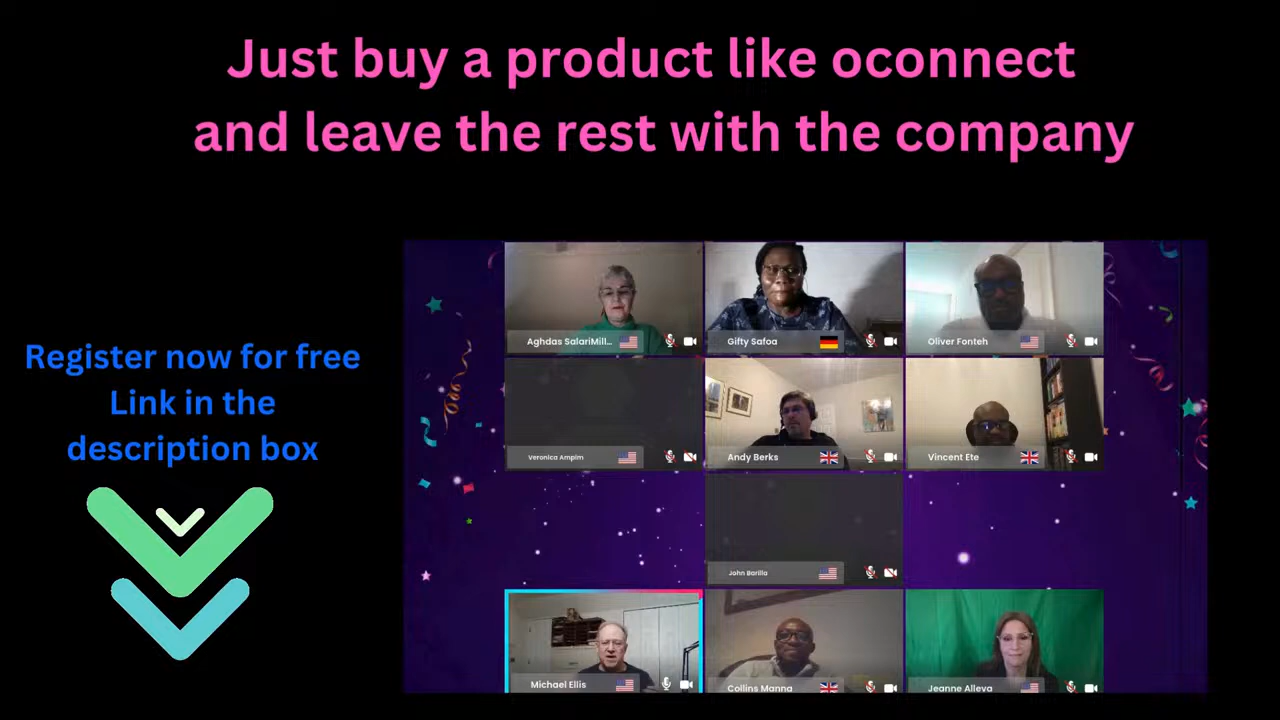 Just buy a product like oconnect
and leave the rest with the company
Register now for free
Link in the
description box
Aghdas SalariMill...
Gifty Safoa
Oliver Fonteh
Veronica Ampim
Andy Berks
Vincent Ete
John Barilla
Michael Ellis
Collins Manna
Jeanne Alleva